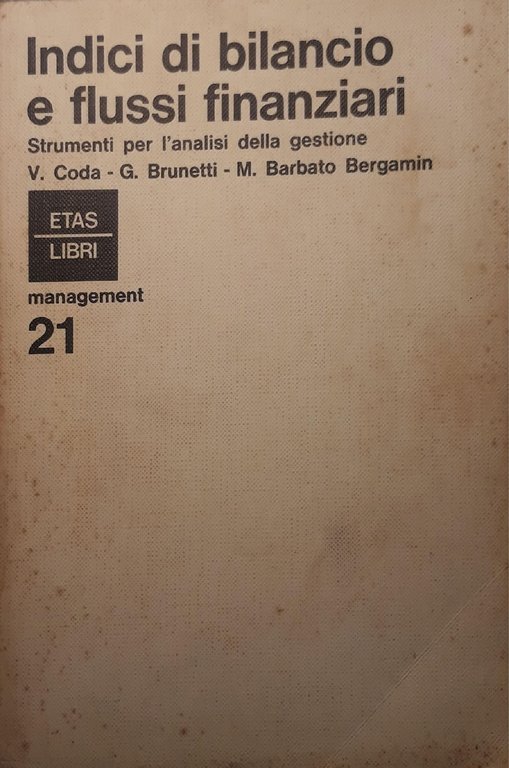 Indici di bilancio
e flussi finanziari
Strumenti per l'analisi della gestione
V. Coda - G. Brunetti - M. Barbato Bergamin
ETAS
LIBRI
management
21